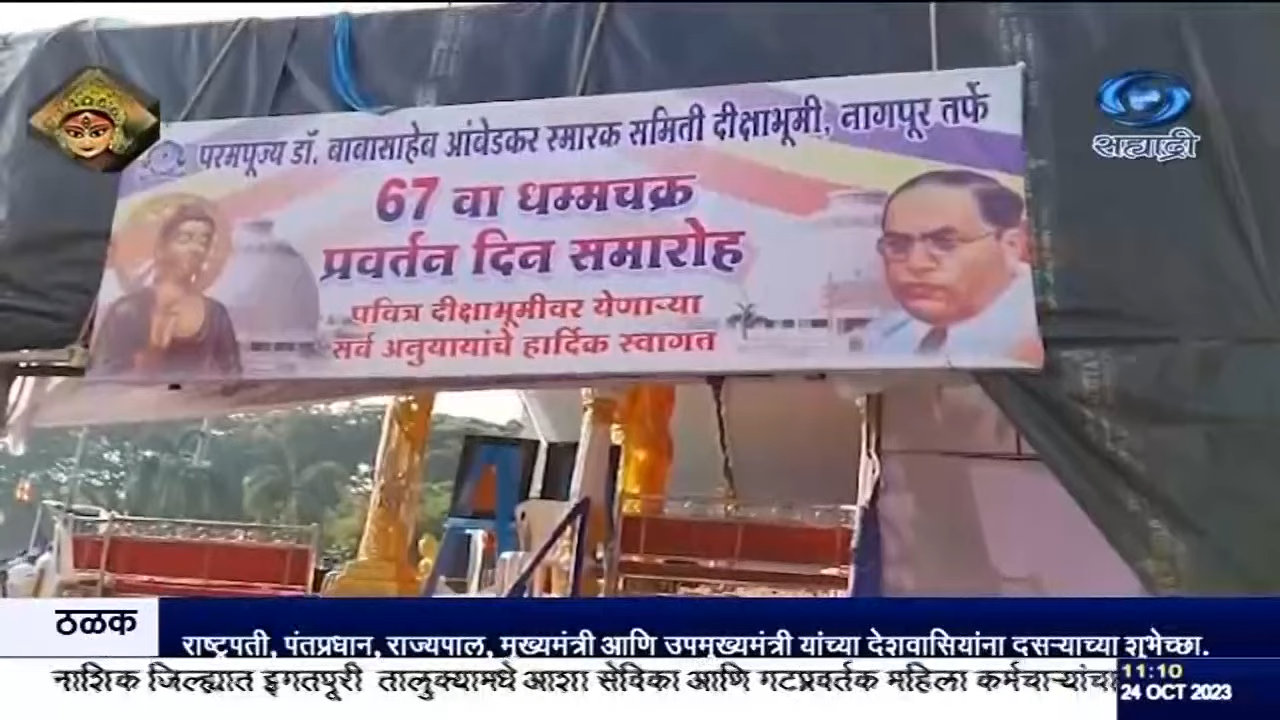 परमपूज्य डॉ. बाबासाहेब आंबेडकर स्मारक समिती दीक्षाभूमी, नागपूर तर्फे
67 वा धम्मचक्र
प्रवर्तन दिन समारोह
पवित्र दीक्षाभूमीवर येणाऱ्या
सर्व अनुयायांचे हार्दिक स्वागत
सह्याद्री
ठळक
राष्ट्रपती, पंतप्रधान, राज्यपाल, मुख्यमंत्री आणि उपमुख्यमंत्री यांच्या देशवासियांना दसऱ्याच्या शुभेच्छा.
नाशिक जिल्ह्यात इगतपूरी तालुक्यामधे आशा सेविका आणि गटप्रवर्तक महिला कर्मचाऱ्यांचा
11:10
24 OCT 2023